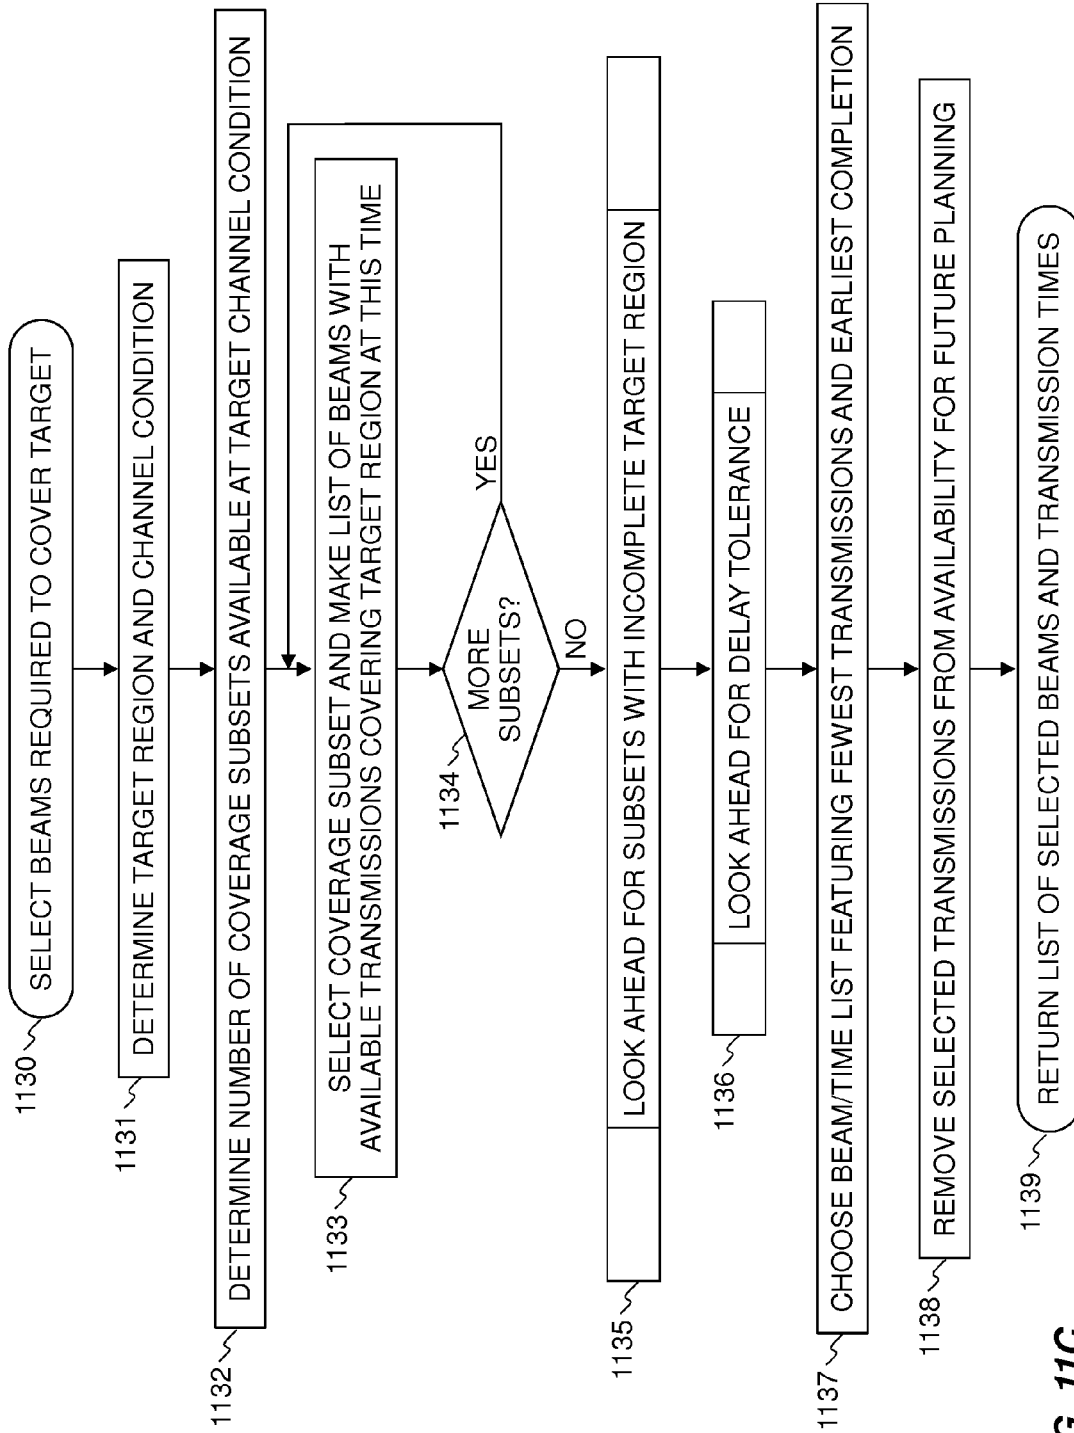 1130
SELECT BEAMS REQUIRED TO COVER TARGET
1131
DETERMINE TARGET REGION AND CHANNEL CONDITION
1132
DETERMINE NUMBER OF COVERAGE SUBSETS AVAILABLE AT TARGET CHANNEL CONDITION
1133
SELECT COVERAGE SUBSET AND MAKE LIST OF BEAMS WITH
AVAILABLE TRANSMISSIONS COVERING TARGET REGION AT THIS TIME
1134
MORE
SUBSETS?
YES
NO
1135
LOOK AHEAD FOR SUBSETS WITH INCOMPLETE TARGET REGION
1136
LOOK AHEAD FOR DELAY TOLERANCE
1137
CHOOSE BEAM/TIME LIST FEATURING FEWEST TRANSMISSIONS AND EARLIEST COMPLETION
1138
REMOVE SELECTED TRANSMISSIONS FROM AVAILABILITY FOR FUTURE PLANNING
1139
RETURN LIST OF SELECTED BEAMS AND TRANSMISSION TIMES
G. 11C